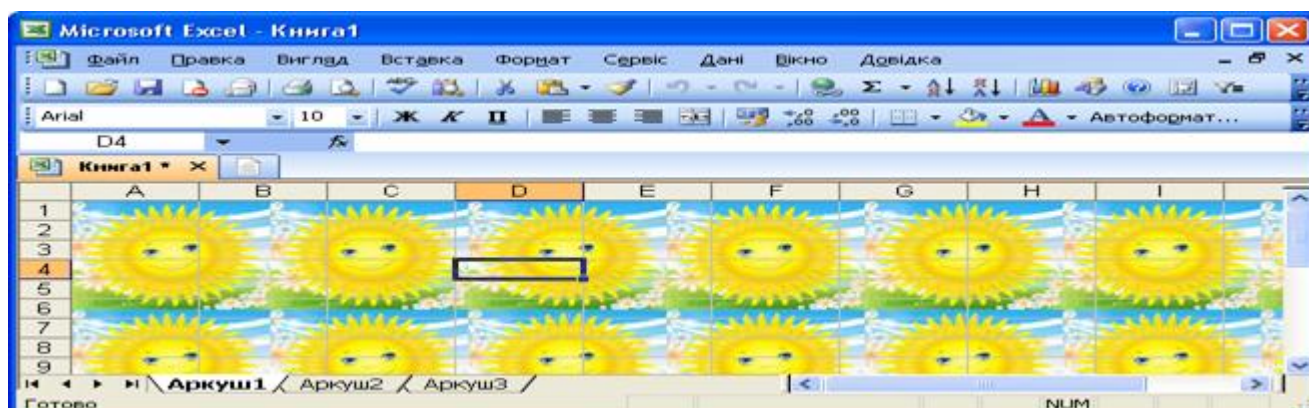 Microsoft Excel - Книга1
Файл Правка Вигляд Вставка Формат Сервіс Дані Вікно Довідка
Arial 10 Ж К П Автоформат...
D4 fx
Книга1 *
A B C D E F G H I
1
2
3
4
5
6
7
8
9
Аркуш1 Аркуш2 Аркуш3
Готово NUM